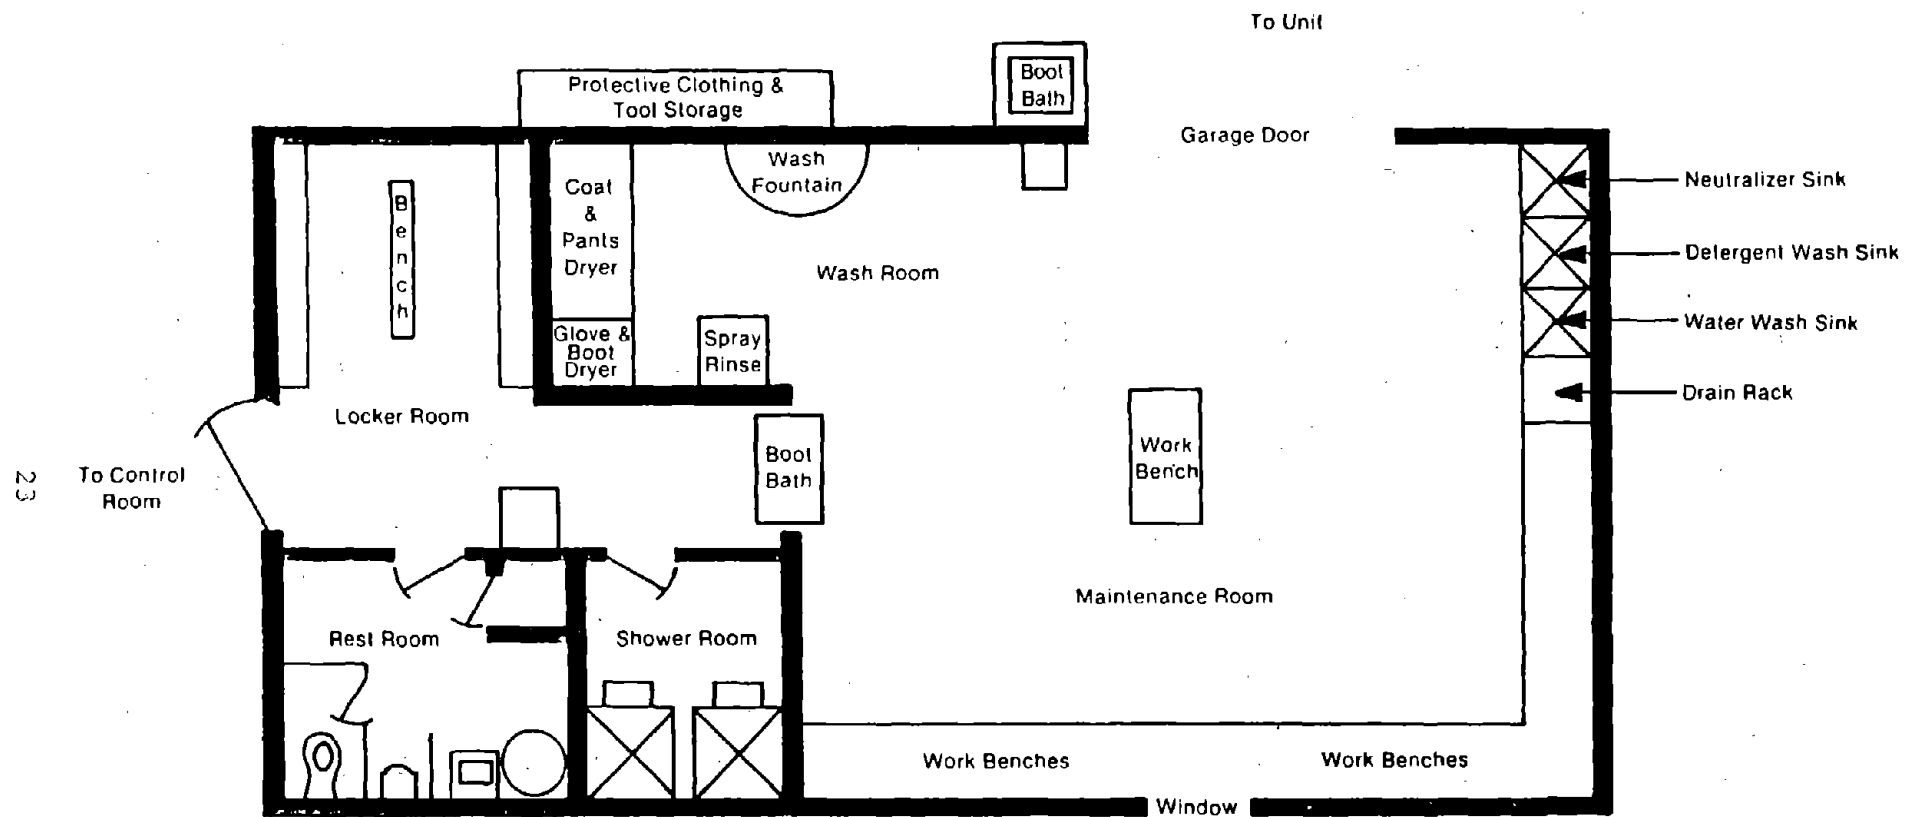 To Unit
Protective Clothing &
Tool Storage
Boot
Bath
Garage Door
Wash
Fountain
Coat
&
Pants
Dryer
Bench
Neutralizer Sink
Detergent Wash Sink
Wash Room
Water Wash Sink
Glove &
Boot
Dryer
Spray
Rinse
Drain Rack
Locker Room
Boot
Bath
Work
Bench
To Control
Room
23
Maintenance Room
Rest Room
Shower Room
Work Benches
Work Benches
Window